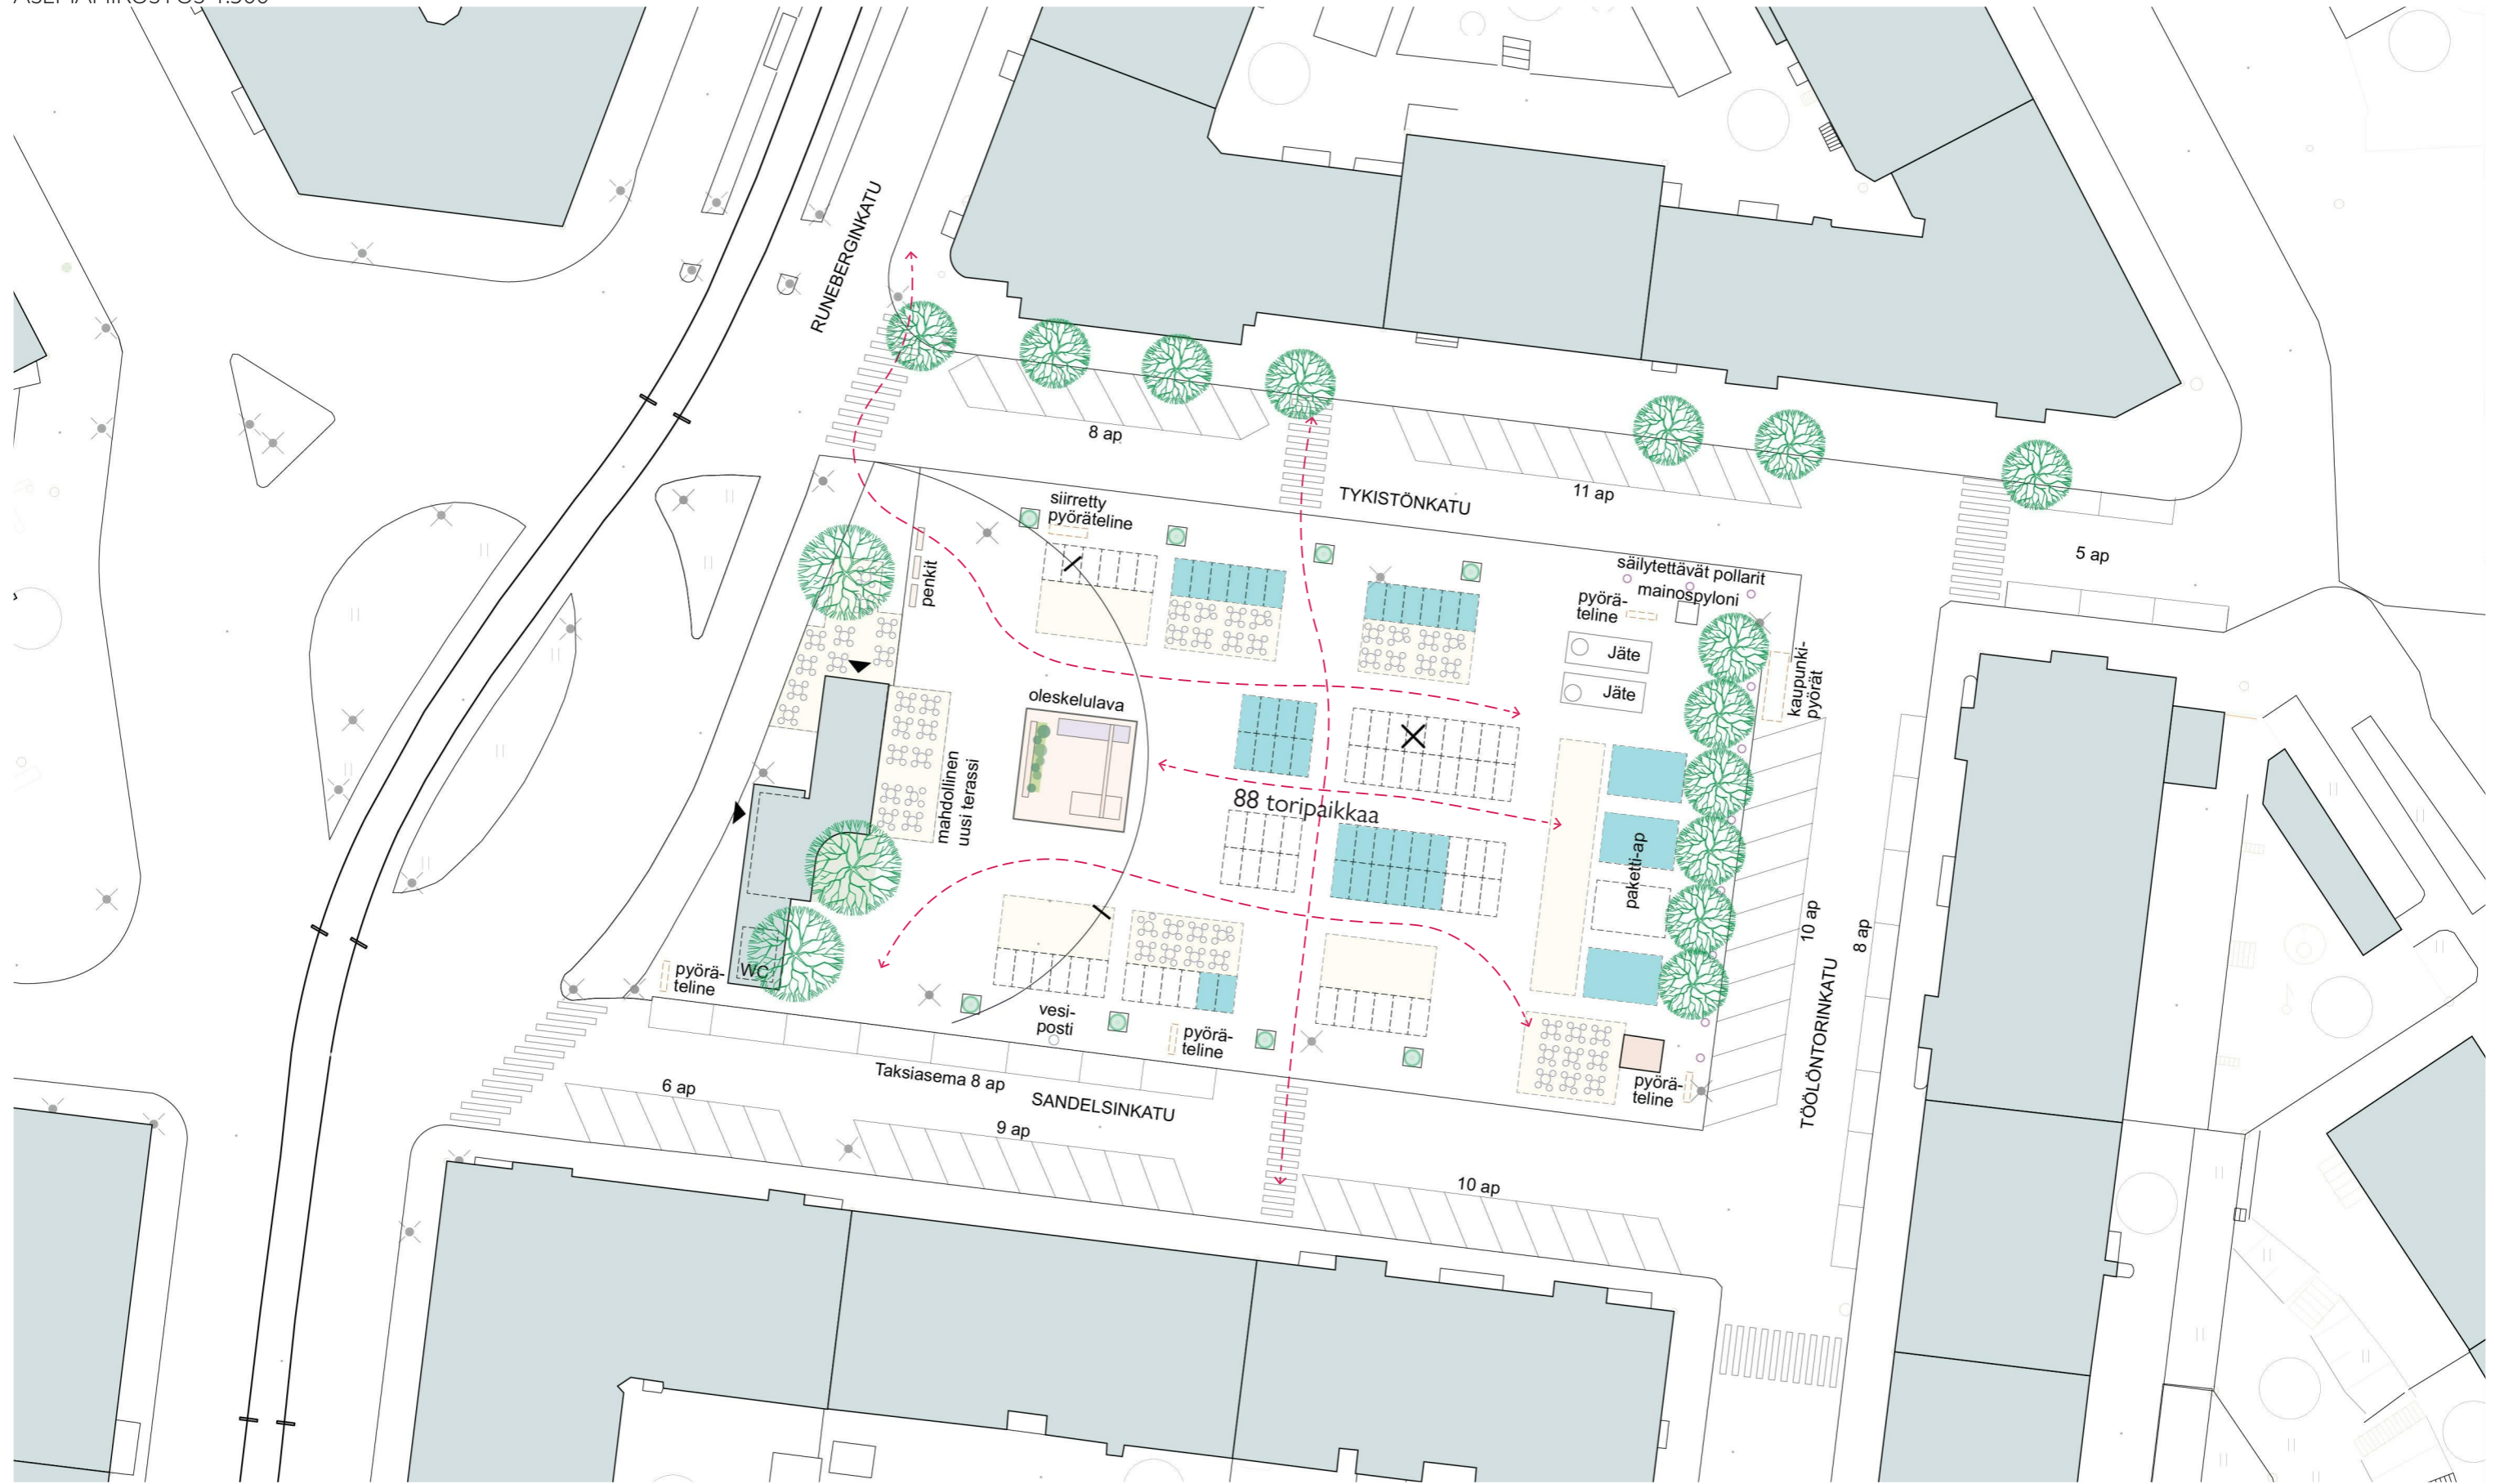 RUNEBERGINKATU
8 ap
TYKISTÖNKATU
11 ap
5 ap
siirretty
pyöräteline
penkit
säilytettävät pollarit
mainospyloni
pyörä-
teline
Jäte
Jäte
kaupunki-
pyörät
oleskelulava
mahdollinen
uusi terassi
88 toripaikkaa
paketti-ap
10 ap
8 ap
TÖÖLÖNTORINKATU
WC
pyörä-
teline
vesi-
posti
pyörä-
teline
pyörä-
teline
Taksiasema 8 ap
SANDELSINKATU
6 ap
9 ap
10 ap